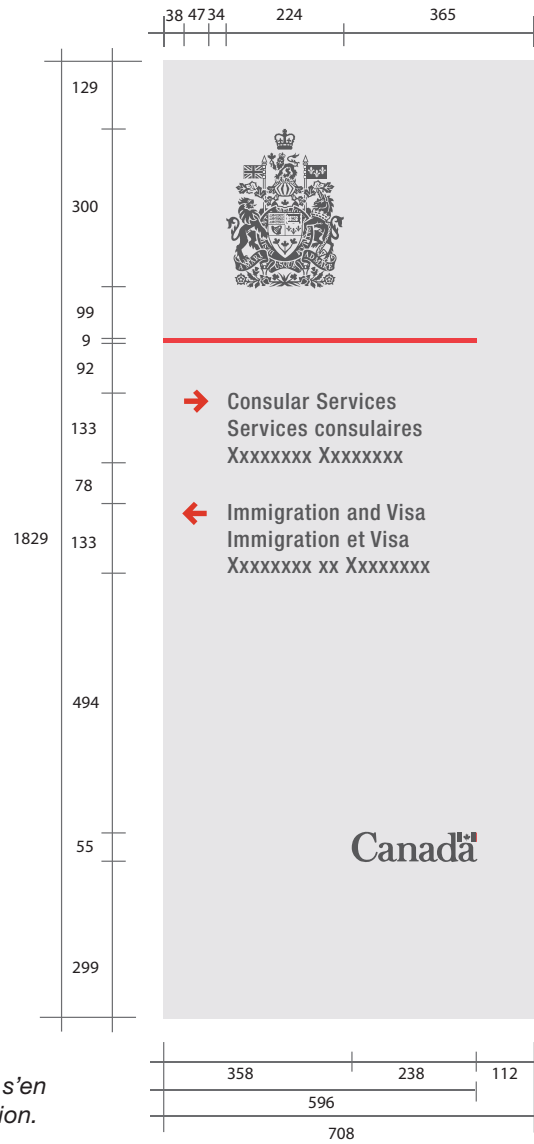 38 47 34 224 365
129
300
99
9
92
133
78
1829
133
494
55
299
Consular Services
Services consulaires
Xxxxxxxx Xxxxxxxx
Immigration and Visa
Immigration et Visa
Xxxxxxxx xx Xxxxxxxx
Canada
358 238 112
596
708
s'en
ion.